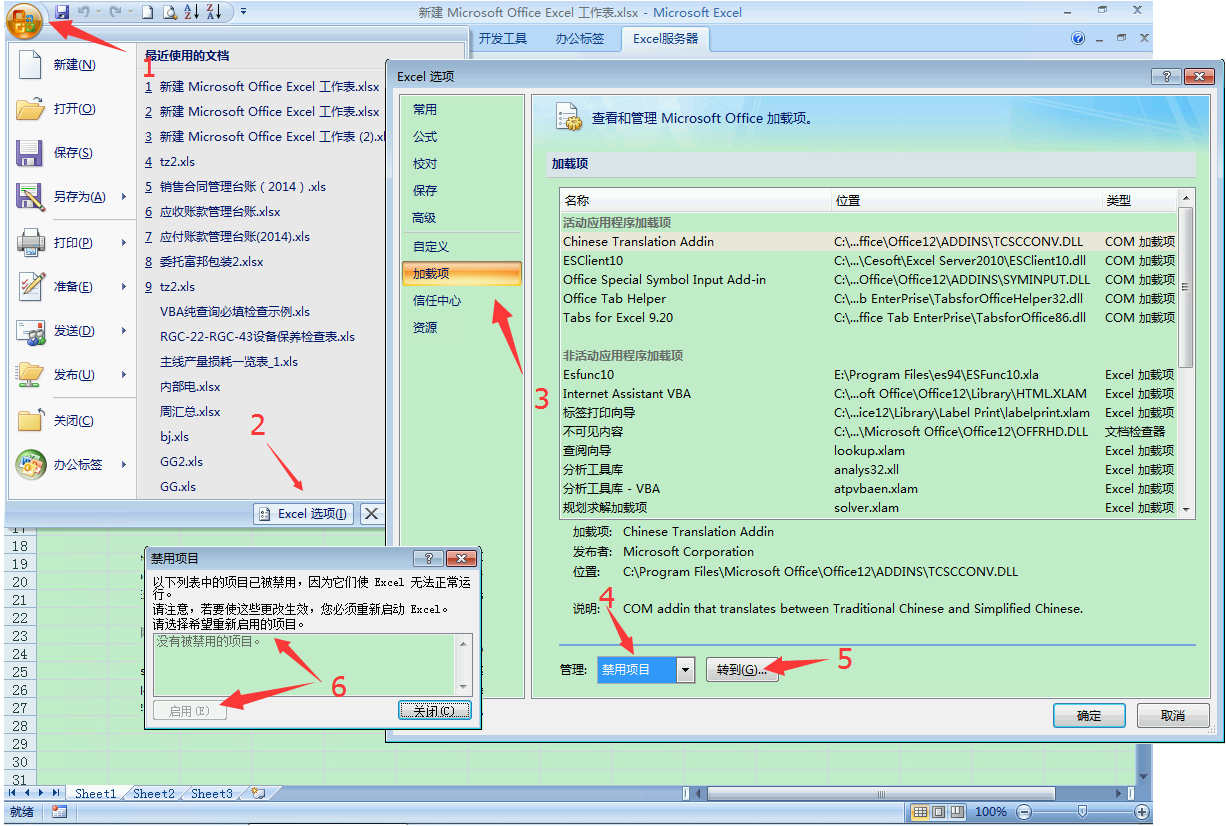 新建 Microsoft Office Excel 工作表.xlsx - Microsoft Excel
开发工具
办公标签
Excel服务器
1
新建(N)
打开(O)
保存(S)
另存为(A)
打印(P)
准备(E)
发送(D)
发布(U)
关闭(C)
办公标签
最近使用的文档
1 新建 Microsoft Office Excel 工作表.xlsx
2 新建 Microsoft Office Excel 工作表.xlsx
3 新建 Microsoft Office Excel 工作表 (2).xl
4 tz2.xls
5 销售合同管理台账（2014）.xls
6 应收账款管理台账.xlsx
7 应付账款管理台账(2014).xls
8 委托富邦包装2.xlsx
9 tz2.xls
VBA纯查询必填检查示例.xls
RGC-22-RGC-43设备保养检查表.xls
主线产量损耗一览表_1.xls
内部电.xlsx
周汇总.xlsx
bj.xls
GG2.xls
GG.xls
2
Excel 选项(I)
Excel 选项
常用
公式
校对
保存
高级
自定义
加载项
信任中心
资源
3
查看和管理 Microsoft Office 加载项。
加载项
名称 位置 类型
活动应用程序加载项
Chinese Translation Addin C:\...ffice\Office12\ADDINS\TCSCCONV.DLL COM 加载项
ESClient10 C:\...\Cesoft\Excel Server2010\ESClient10.dll COM 加载项
Office Special Symbol Input Add-in C:\...Office\Office12\ADDINS\SYMINPUT.DLL COM 加载项
Office Tab Helper C:\...b EnterPrise\TabsforOfficeHelper32.dll COM 加载项
Tabs for Excel 9.20 C:\...ffice Tab EnterPrise\TabsforOffice86.dll COM 加载项
非活动应用程序加载项
Esfunc10 E:\Program Files\es94\ESFunc10.xla Excel 加载项
Internet Assistant VBA C:\...oft Office\Office12\Library\HTML.XLAM Excel 加载项
标签打印向导 C:\...ice12\Library\Label Print\labelprint.xlam Excel 加载项
不可见内容 C:\...\Microsoft Office\Office12\OFFRHD.DLL 文档检查器
查阅向导 lookup.xlam Excel 加载项
分析工具库 analys32.xll Excel 加载项
分析工具库 - VBA atpvbaen.xlam Excel 加载项
规划求解加载项 solver.xlam Excel 加载项
加载项: Chinese Translation Addin
发布者: Microsoft Corporation
位置: C:\Program Files\Microsoft Office\Office12\ADDINS\TCSCCONV.DLL
说明: COM addin that translates between Traditional Chinese and Simplified Chinese.
4
管理: 禁用项目 转到(G)...
5
确定 取消
禁用项目
以下列表中的项目已被禁用，因为它们使 Excel 无法正常运
行。
请注意，若要使这些更改生效，您必须重新启动 Excel。
请选择希望重新启用的项目。
没有被禁用的项目。
6
启用(E) 关闭(C)
17
18
19
20
21
22
23
24
25
26
27
28
29
30
31
Sheet1 Sheet2 Sheet3
就绪
100%